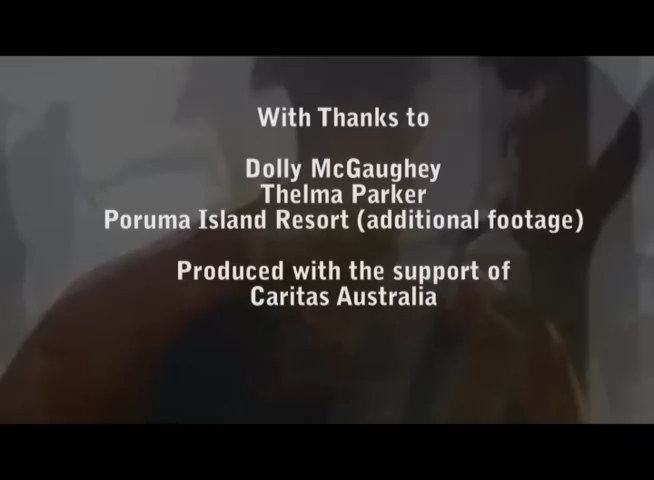 With Thanks to
Dolly McGaughey
Thelma Parker
Poruma Island Resort (additional footage)
Produced with the support of
Caritas Australia